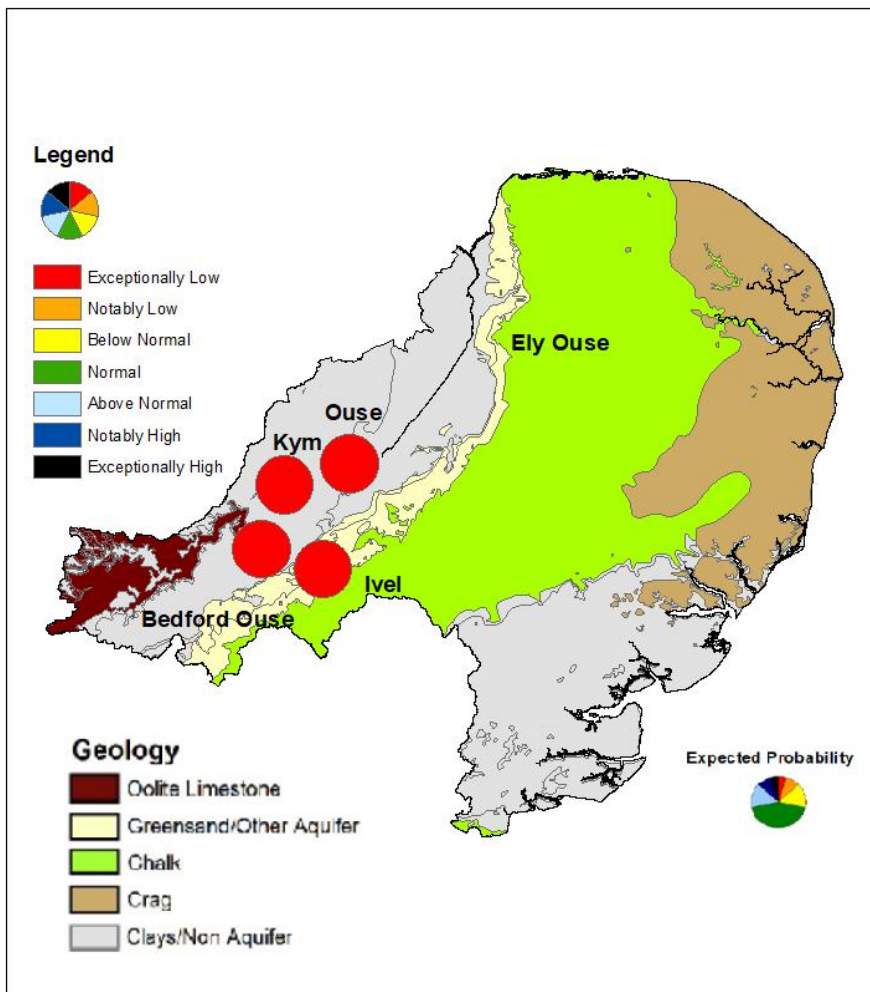 Legend
Exceptionally Low
Notably Low
Below Normal
Normal
Above Normal
Notably High
Exceptionally High
Ely Ouse
Ouse
Kym
Ivel
Bedford Ouse
Geology
Oolite Limestone
Greensand/Other Aquifer
Chalk
Crag
Clays/Non Aquifer
Expected Probability